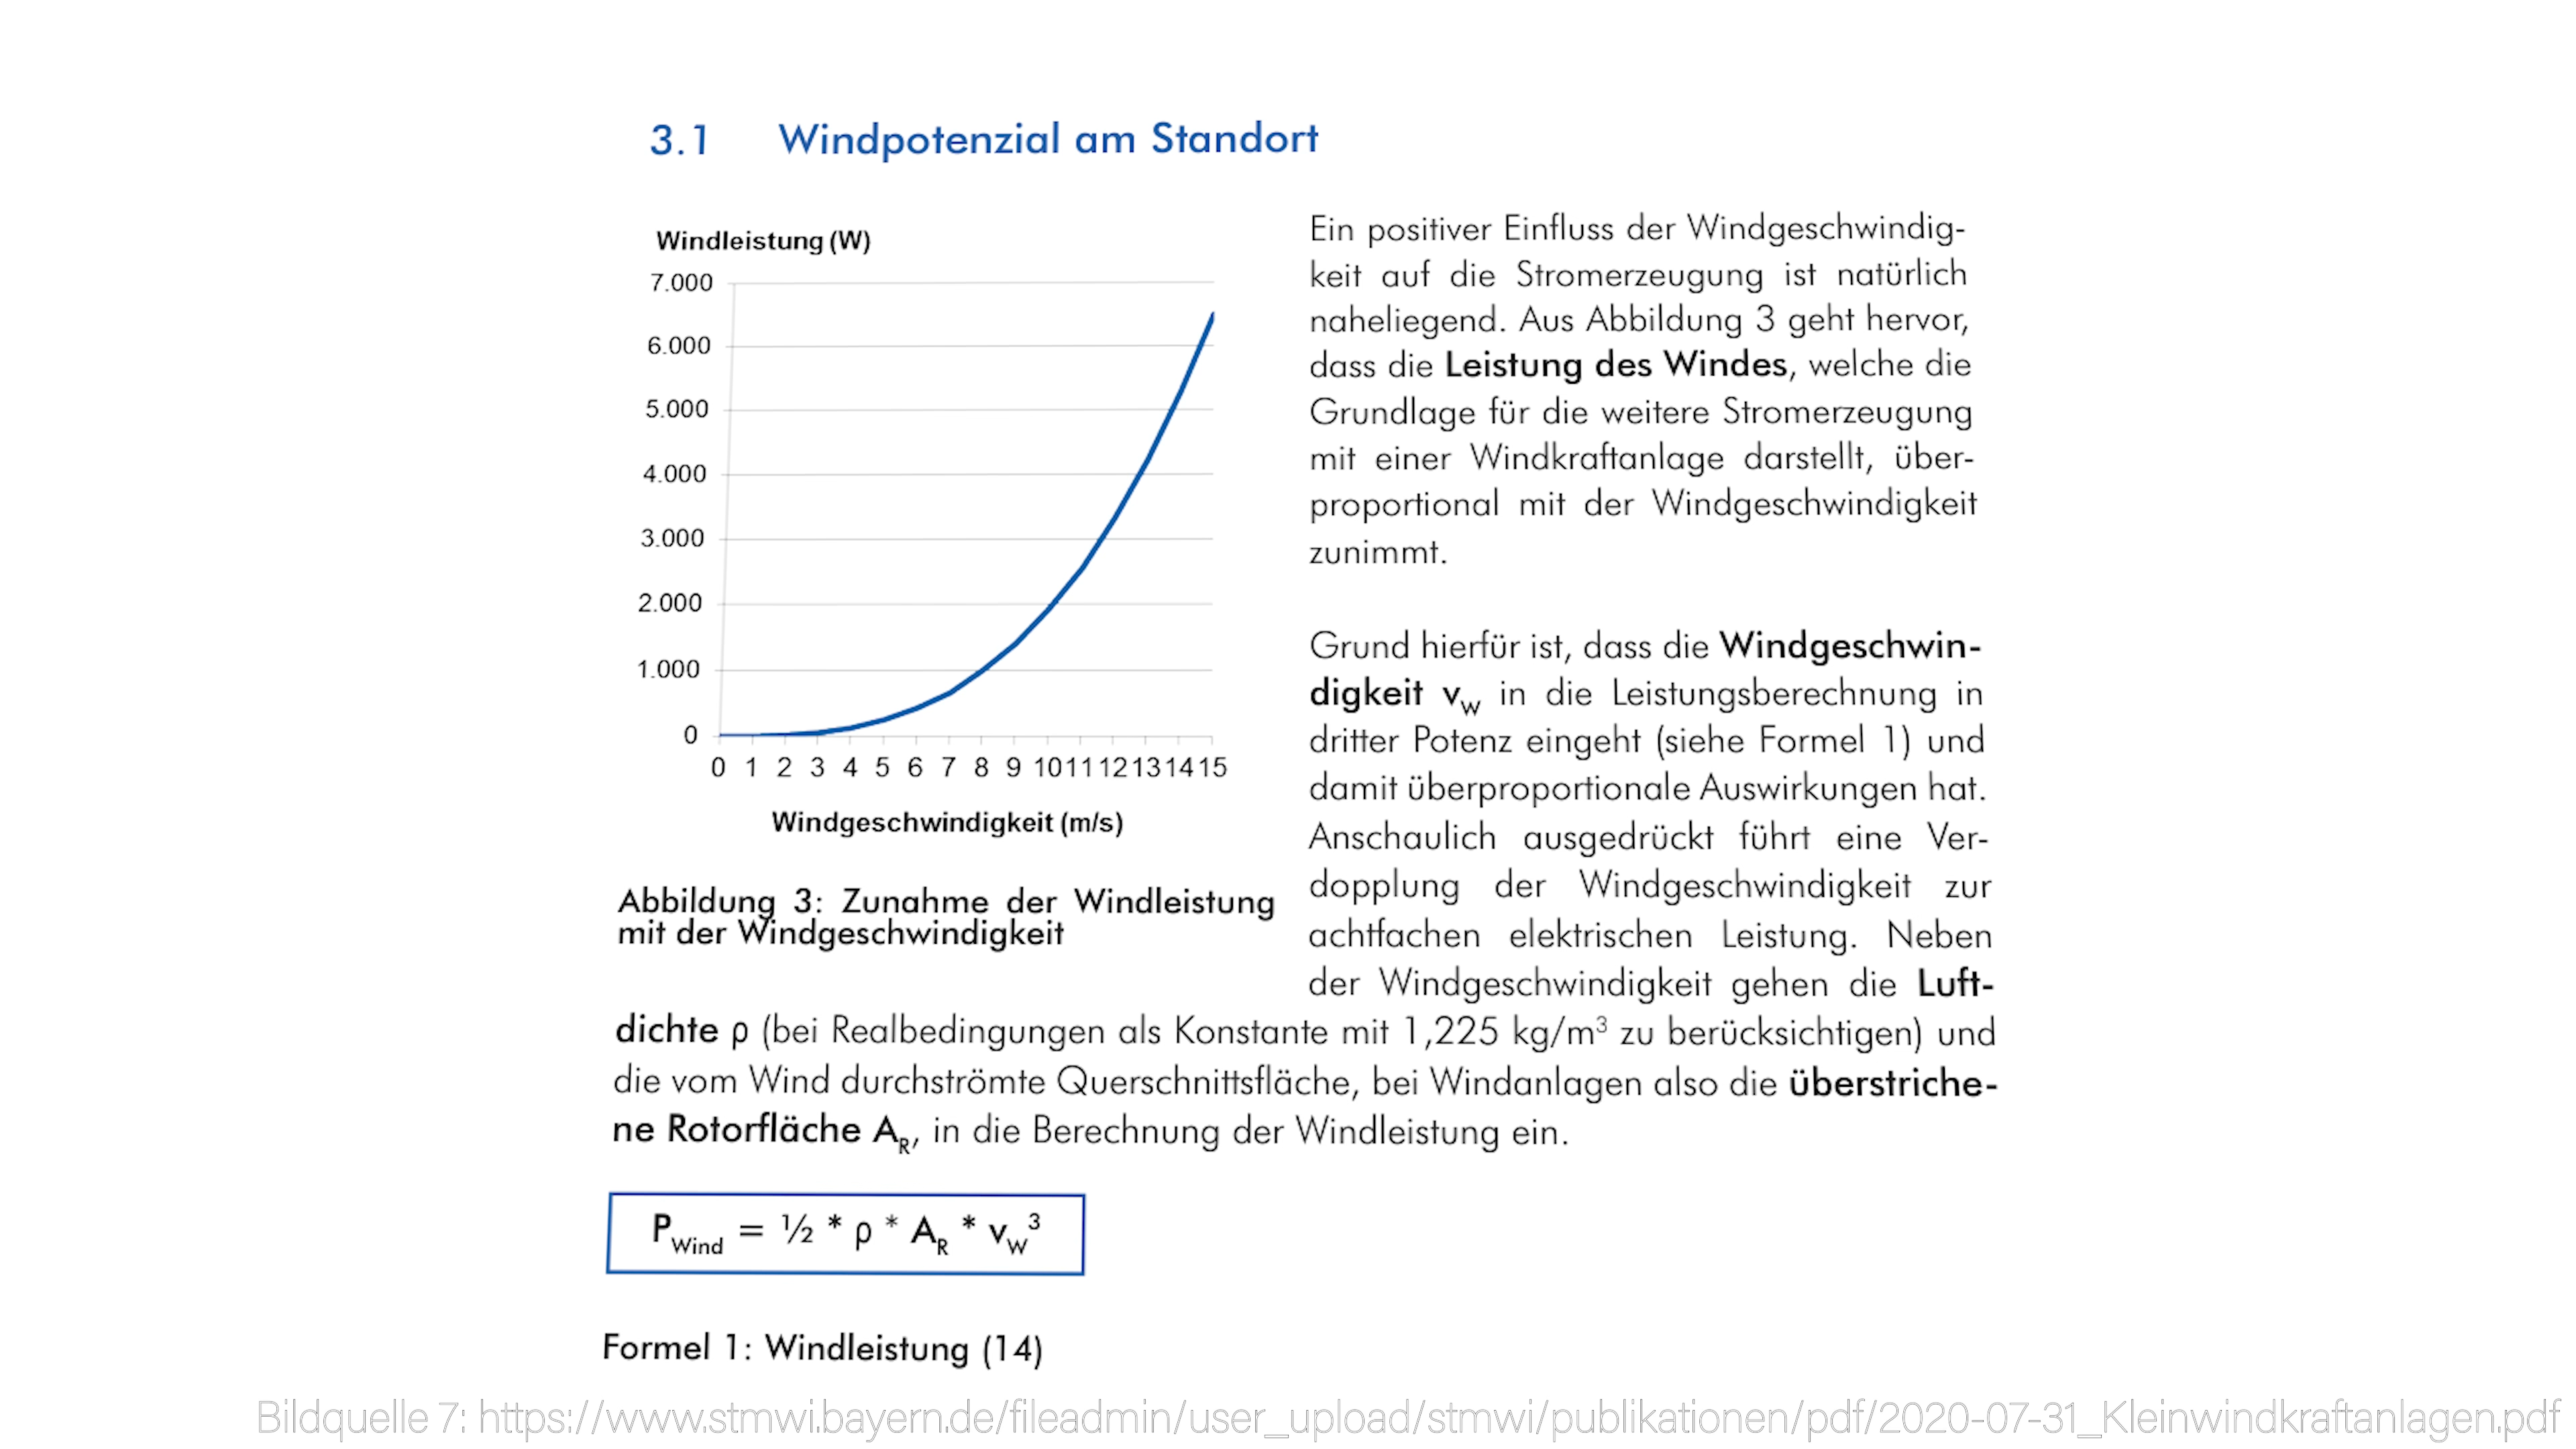 3.1 Windpotenzial am Standort
Windleistung (W)
7.000
6.000
5.000
4.000
3.000
2.000
1.000
0
0 1 2 3 4 5 6 7 8 9 10 11 12 13 14 15
Windgeschwindigkeit (m/s)
Abbildung 3: Zunahme der Windleistung
mit der Windgeschwindigkeit
Ein positiver Einfluss der Windgeschwindig-
keit auf die Stromerzeugung ist natürlich
naheliegend. Aus Abbildung 3 geht hervor,
dass die Leistung des Windes, welche die
Grundlage für die weitere Stromerzeugung
mit einer Windkraftanlage darstellt, über-
proportional mit der Windgeschwindigkeit
zunimmt.
Grund hierfür ist, dass die Windgeschwin-
digkeit v_W in die Leistungsberechnung in
dritter Potenz eingeht (siehe Formel 1) und
damit überproportionale Auswirkungen hat.
Anschaulich ausgedrückt führt eine Ver-
dopplung der Windgeschwindigkeit zur
achtfachen elektrischen Leistung. Neben
der Windgeschwindigkeit gehen die Luft-
dichte ρ (bei Realbedingungen als Konstante mit 1,225 kg/m³ zu berücksichtigen) und
die vom Wind durchströmte Querschnittsfläche, bei Windanlagen also die überstriche-
ne Rotorfläche A_R, in die Berechnung der Windleistung ein.
P_Wind = ½ * ρ * A_R * v_W³
Formel 1: Windleistung (14)
Bildquelle 7: https://www.stmwi.bayern.de/fileadmin/user_upload/stmwi/publikationen/pdf/2020-07-31_Kleinwindkraftanlagen.pdf